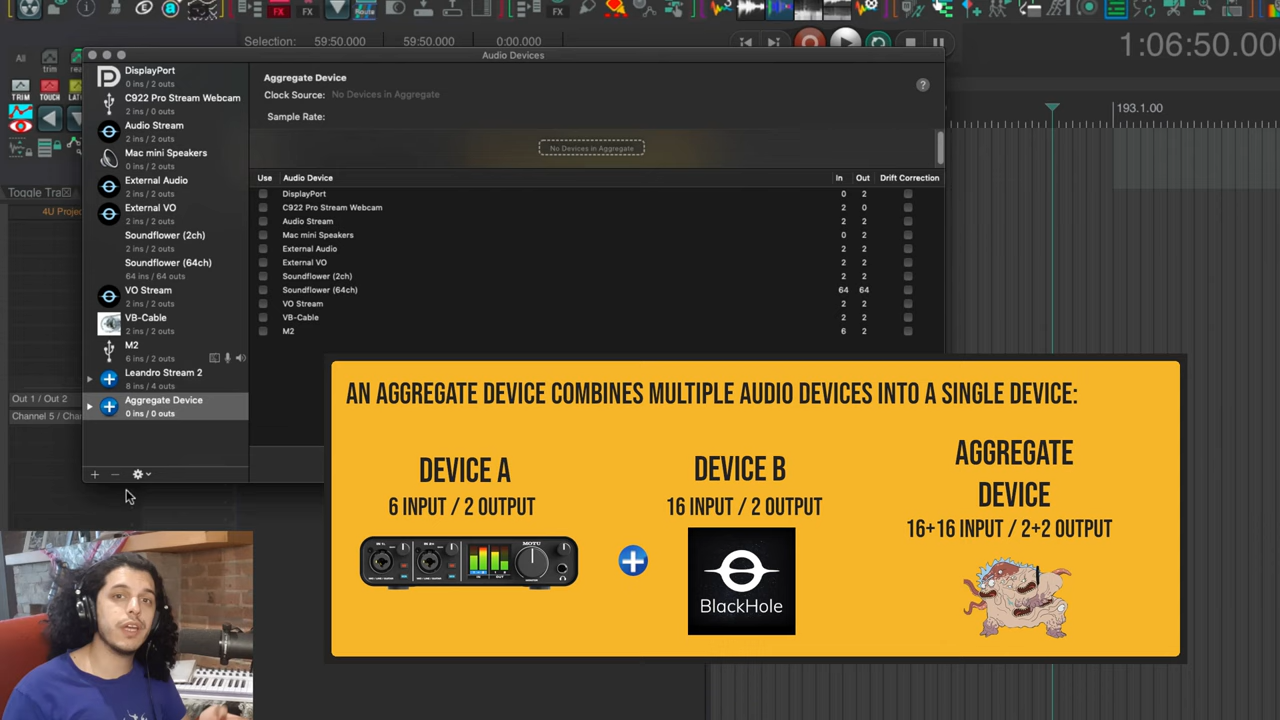 Selection:
59:50.000
59:50.000
0:00.000
1:06:50.00
All
trim
TRIM
TOUCH
193.1.00
Audio Devices
DisplayPort
0 ins / 2 outs
C922 Pro Stream Webcam
2 ins / 0 outs
Audio Stream
2 ins / 2 outs
Mac mini Speakers
0 ins / 2 outs
External Audio
2 ins / 2 outs
External VO
2 ins / 2 outs
Soundflower (2ch)
2 ins / 2 outs
Soundflower (64ch)
64 ins / 64 outs
VO Stream
2 ins / 2 outs
VB-Cable
2 ins / 2 outs
M2
6 ins / 2 outs
Leandro Stream 2
8 ins / 4 outs
Aggregate Device
0 ins / 0 outs
Aggregate Device
Clock Source: No Devices in Aggregate
Sample Rate:
No Devices in Aggregate
Use Audio Device In Out Drift Correction
DisplayPort 0 2
C922 Pro Stream Webcam 2 0
Audio Stream 2 2
Mac mini Speakers 0 2
External Audio 2 2
External VO 2 2
Soundflower (2ch) 2 2
Soundflower (64ch) 64 64
VO Stream 2 2
VB-Cable 2 2
M2 6 2
Toggle Tra
4U Projec
Out 1 / Out 2
Channel 5 / Chan
AN AGGREGATE DEVICE COMBINES MULTIPLE AUDIO DEVICES INTO A SINGLE DEVICE:
DEVICE A
6 INPUT / 2 OUTPUT
MOTU
DEVICE B
16 INPUT / 2 OUTPUT
BlackHole
AGGREGATE
DEVICE
16+16 INPUT / 2+2 OUTPUT